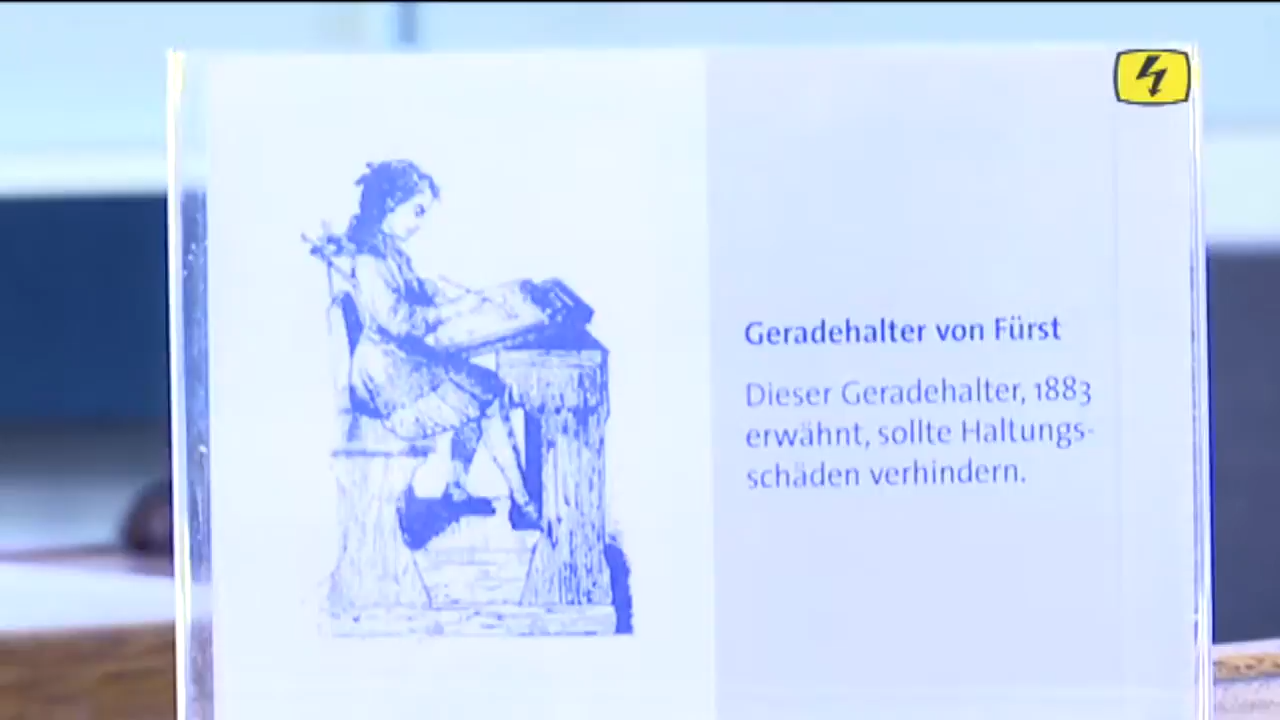 Geradehalter von Fürst
Dieser Geradehalter, 1883
erwähnt, sollte Haltungs-
schäden verhindern.